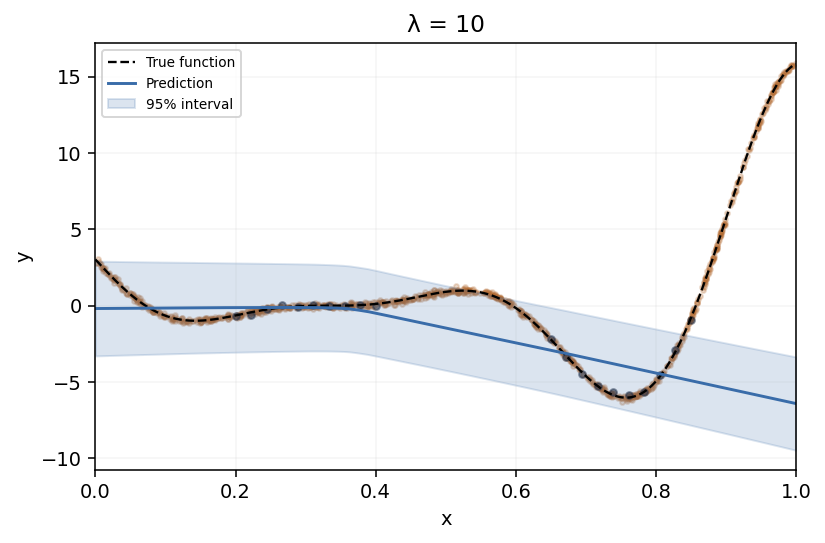 λ = 10
True function
Prediction
95% interval
15
10
5
0
−5
−10
y
0.0 0.2 0.4 0.6 0.8 1.0
x